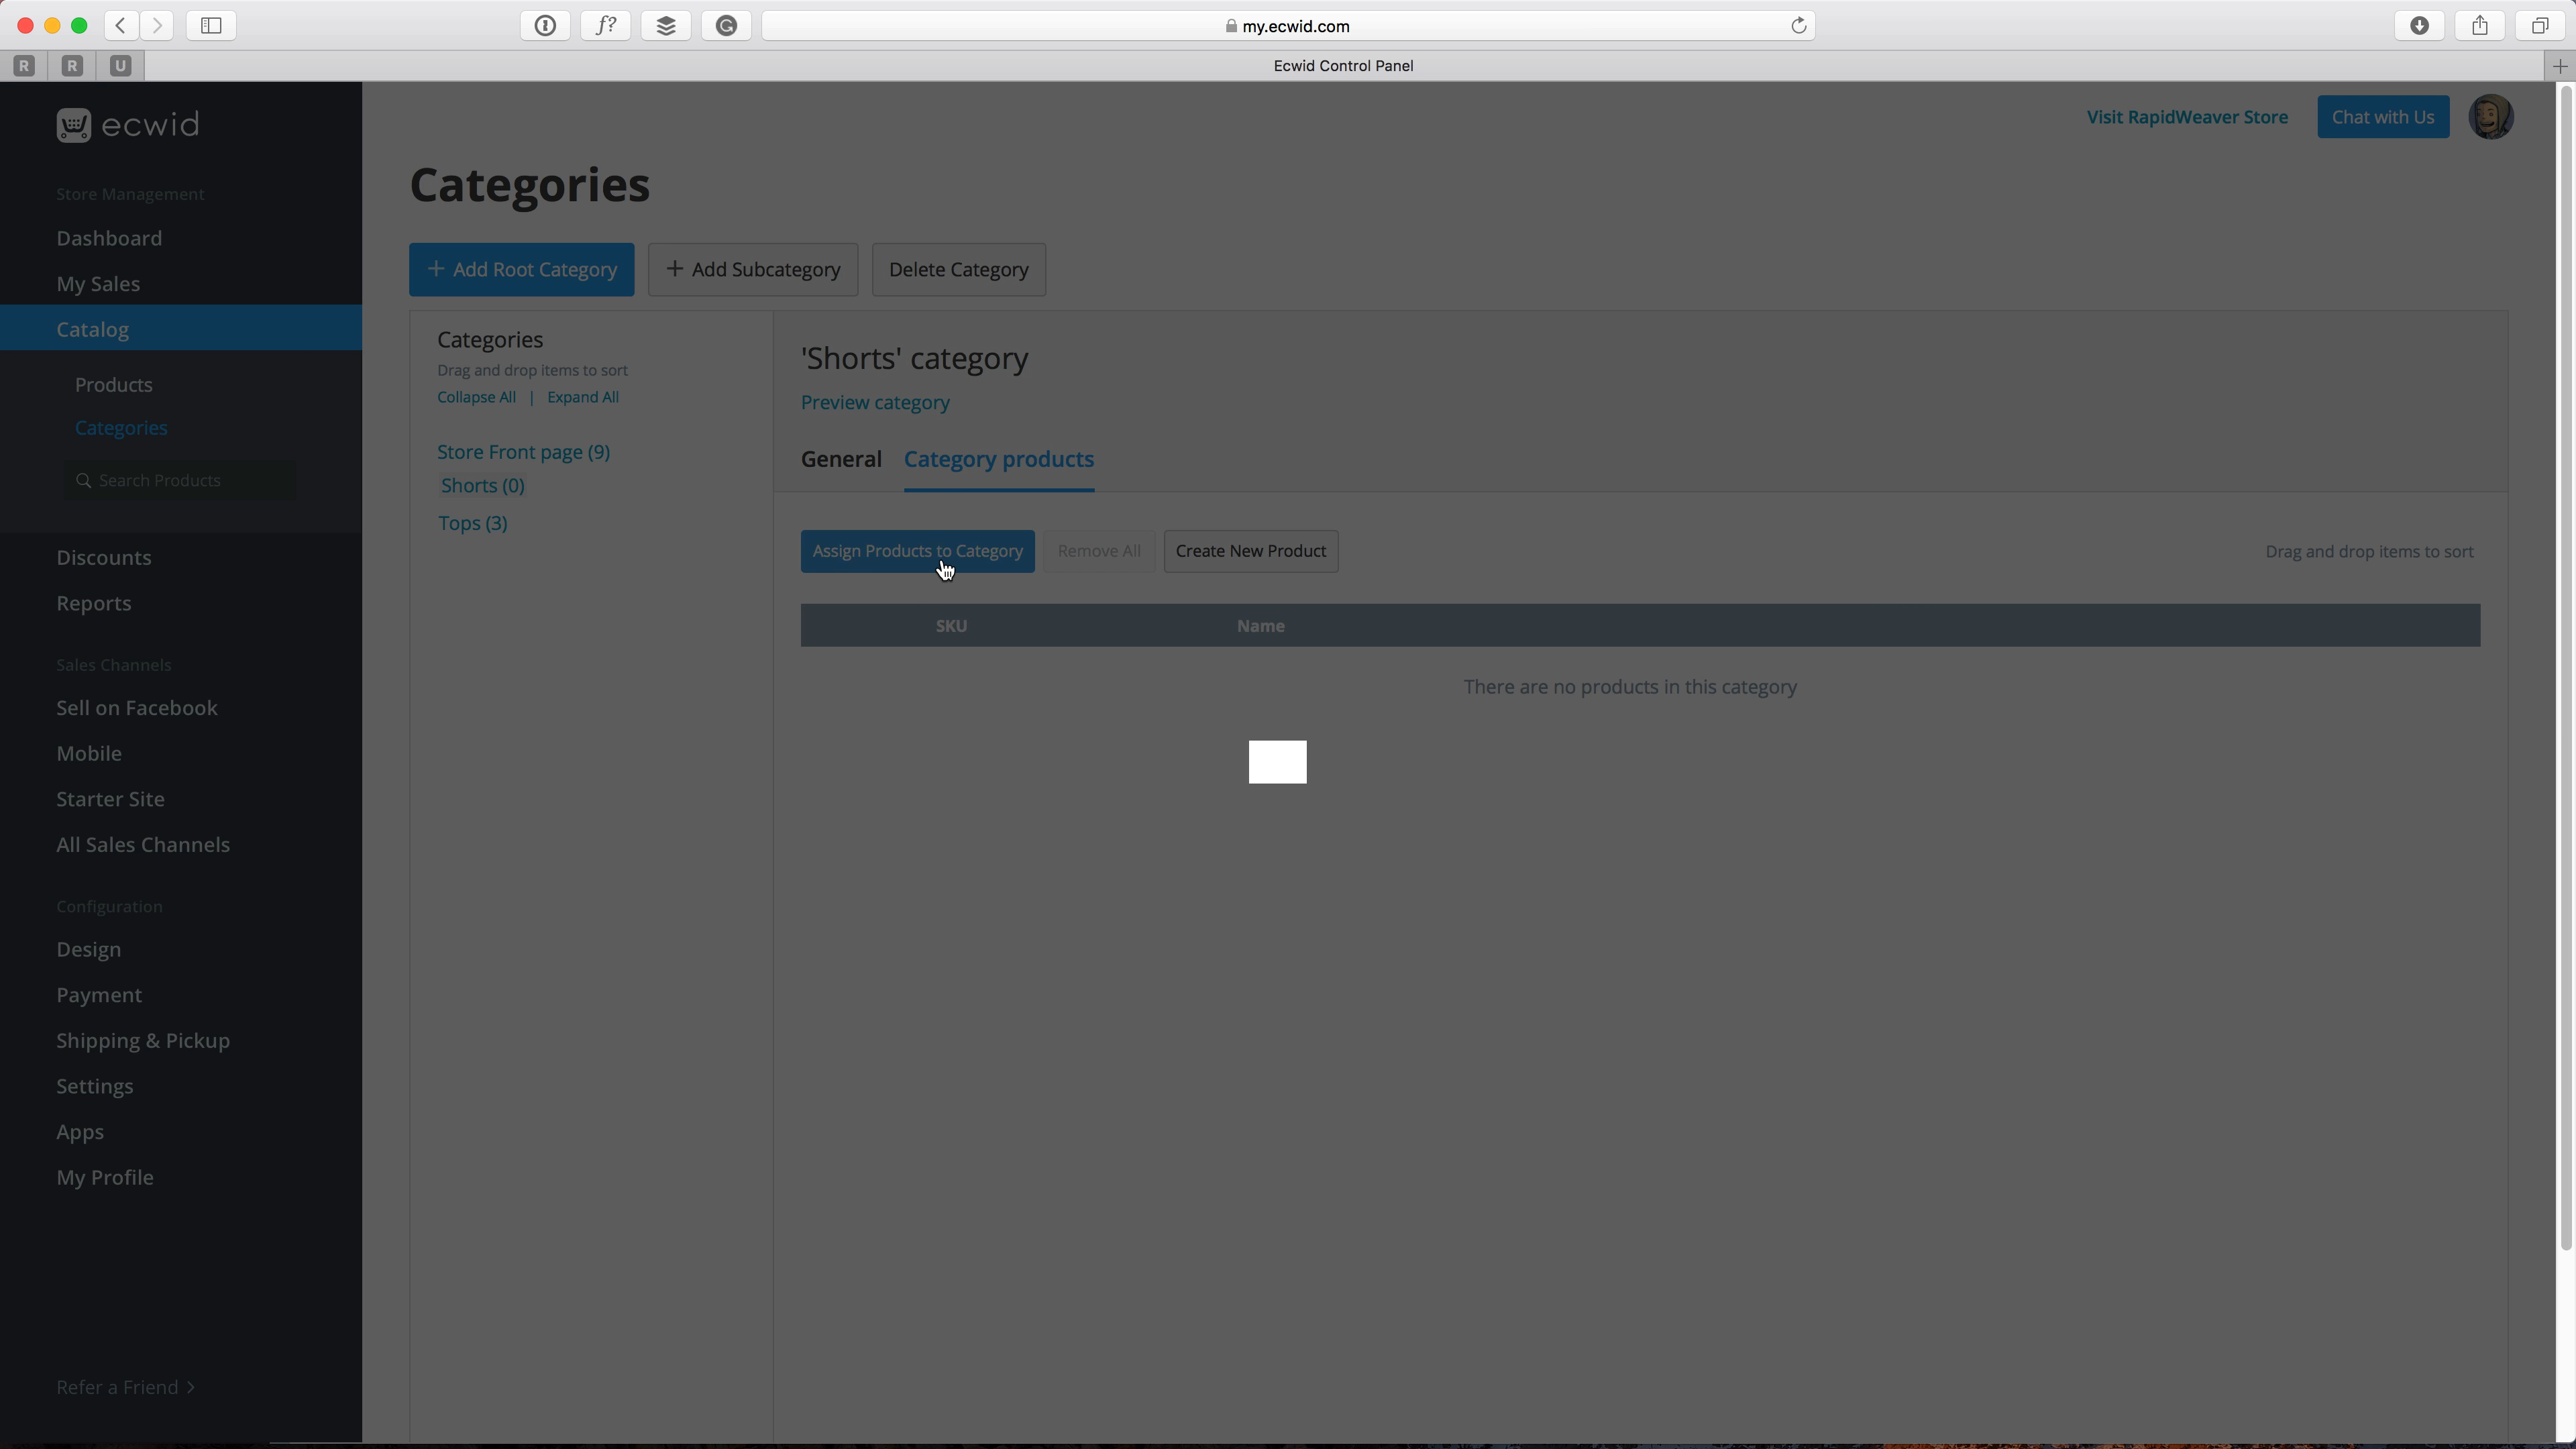 f?
my.ecwid.com
R
R
U
Ecwid Control Panel
ecwid
Store Management
Dashboard
My Sales
Catalog
Products
Categories
Search Products
Discounts
Reports
Sales Channels
Sell on Facebook
Mobile
Starter Site
All Sales Channels
Configuration
Design
Payment
Shipping & Pickup
Settings
Apps
My Profile
Refer a Friend >
Visit RapidWeaver Store
Chat with Us
Categories
+ Add Root Category
+ Add Subcategory
Delete Category
Categories
Drag and drop items to sort
Collapse All | Expand All
Store Front page (9)
Shorts (0)
Tops (3)
'Shorts' category
Preview category
General
Category products
Assign Products to Category
Remove All
Create New Product
Drag and drop items to sort
SKU
Name
There are no products in this category